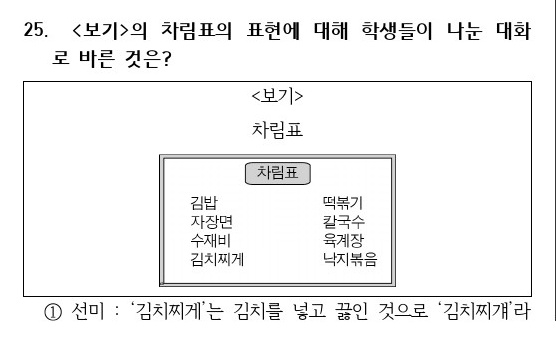 25. <보기>의 차림표의 표현에 대해 학생들이 나눈 대화
로 바른 것은?
<보기>
차림표
차림표
김밥 떡볶기
자장면 칼국수
수재비 육계장
김치찌게 낙지볶음
① 선미 : '김치찌게'는 김치를 넣고 끓인 것으로 '김치찌걔'라